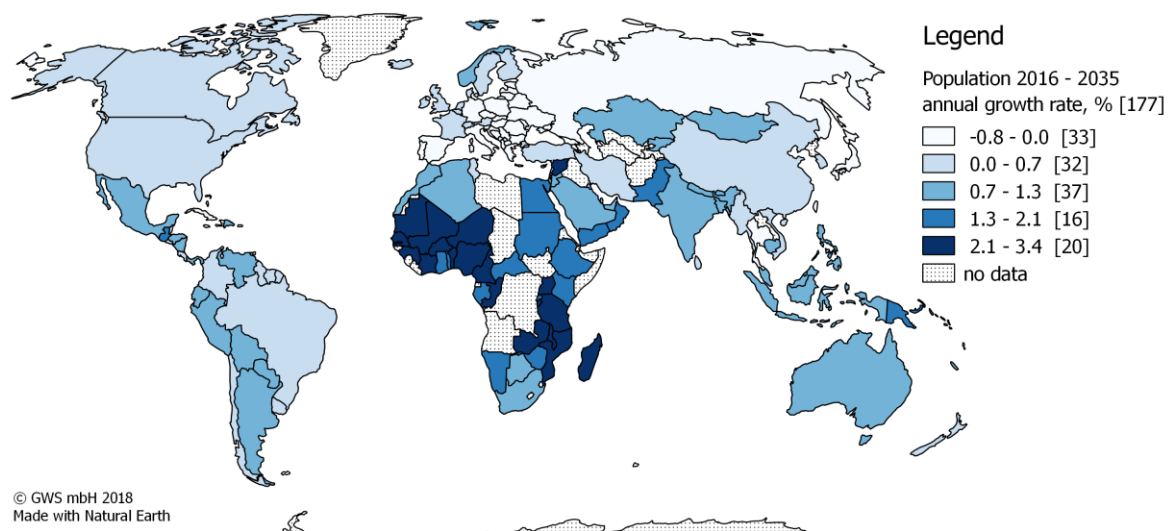 Legend
Population 2016 - 2035
annual growth rate, % [177]
-0.8 - 0.0 [33]
0.0 - 0.7 [32]
0.7 - 1.3 [37]
1.3 - 2.1 [16]
2.1 - 3.4 [20]
no data
© GWS mbH 2018
Made with Natural Earth